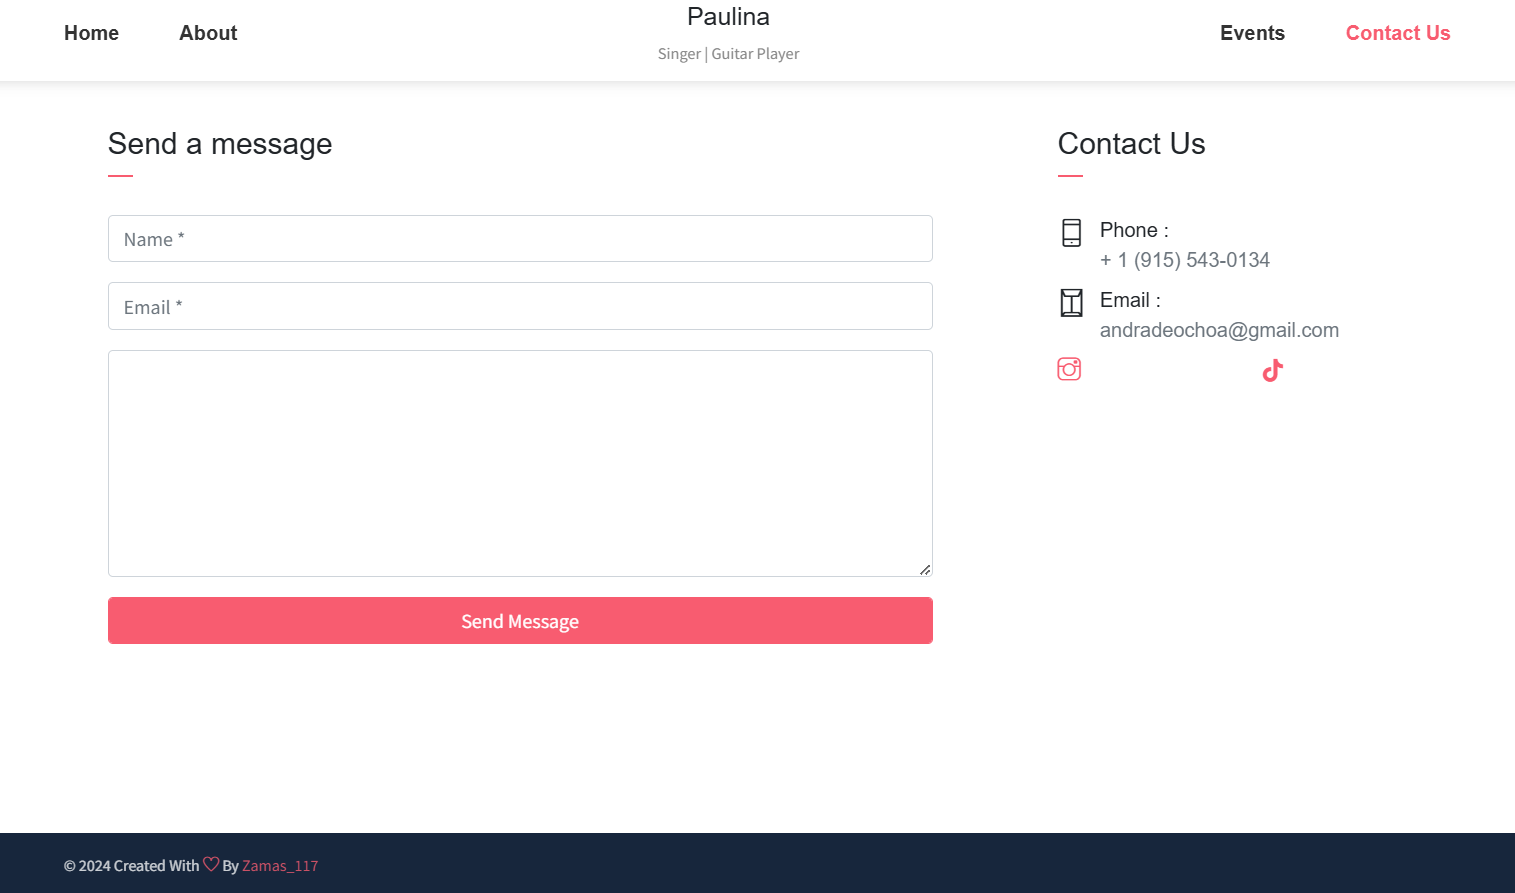 Home
About
Paulina
Singer | Guitar Player
Events
Contact Us
Send a message
Name *
Email *
Send Message
Contact Us
Phone :
+ 1 (915) 543-0134
Email :
andradeochoa@gmail.com
© 2024 Created With By Zamas_117